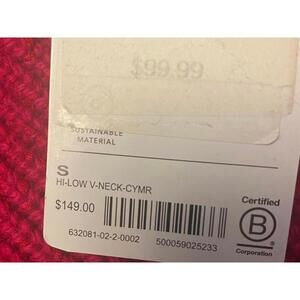 $99.99
SUSTAINABLE
MATERIAL
S
HI-LOW V-NECK-CYMR
$149.00
632081-02-2-0002 500059025233
Certified
B
Corporation